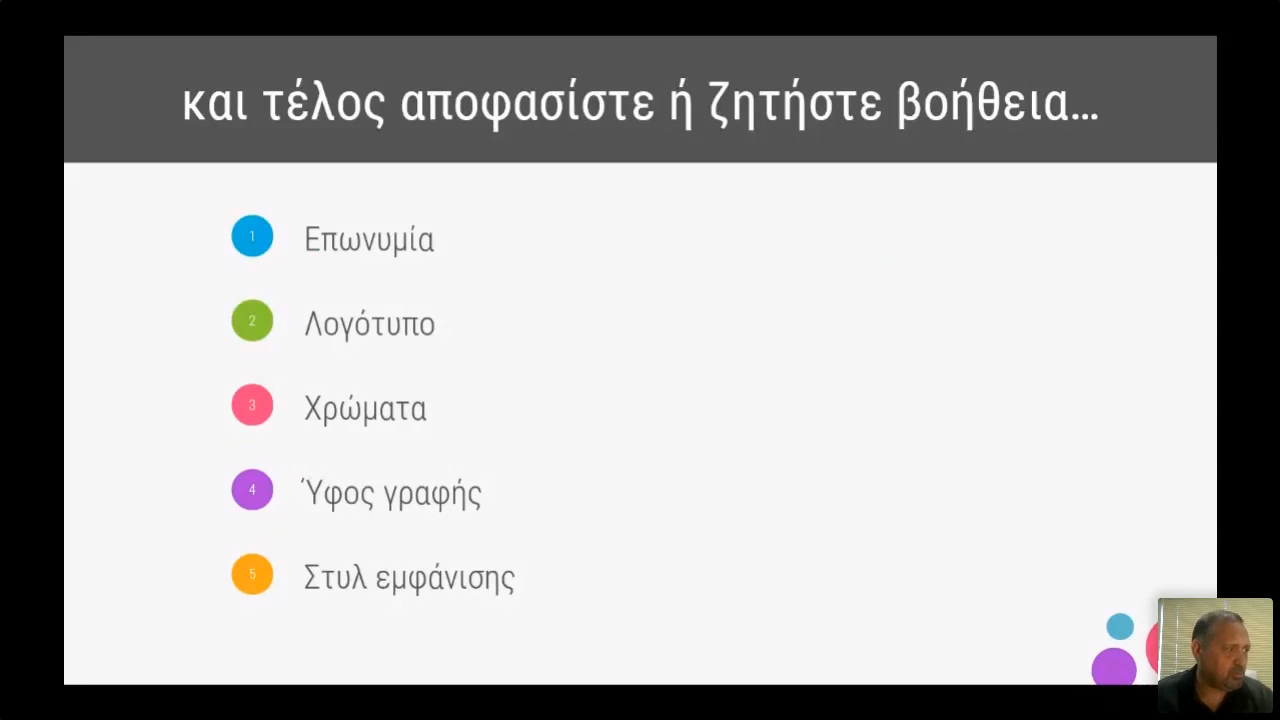 και τέλος αποφασίστε ή ζητήστε βοήθεια...
1 Επωνυμία
2 Λογότυπο
3 Χρώματα
4 Ύφος γραφής
5 Στυλ εμφάνισης